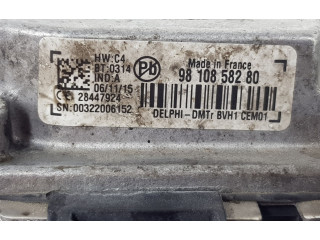 HW:C4
BT:0314
IND:A
06/11/15
28447924
SN:00322006152
Pb
Made in France
98 108 582 80
DELPHI-DMTr BVH1 CEM01